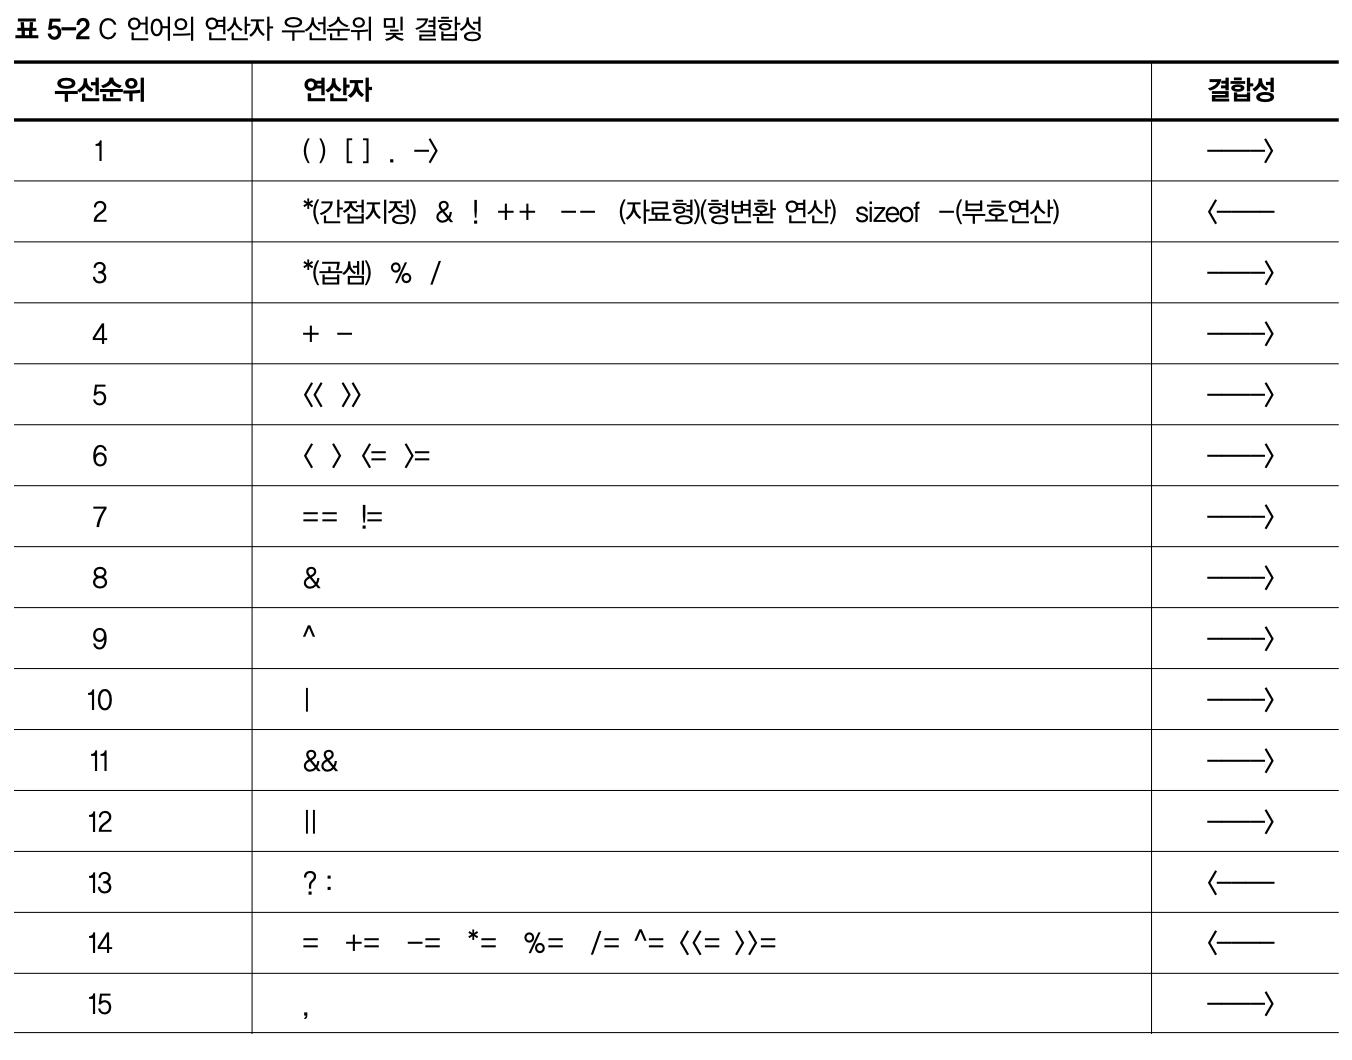 표 5-2 C 언어의 연산자 우선순위 및 결합성
우선순위 연산자 결합성
1 ( ) [ ] . -> ──>
2 *(간접지정) & ! ++ -- (자료형)(형변환 연산) sizeof -(부호연산) <──
3 *(곱셈) % / ──>
4 + - ──>
5 << >> ──>
6 < > <= >= ──>
7 == != ──>
8 & ──>
9 ^ ──>
10 | ──>
11 && ──>
12 || ──>
13 ? : <──
14 = += -= *= %= /= ^= <<= >>= <──
15 , ──>